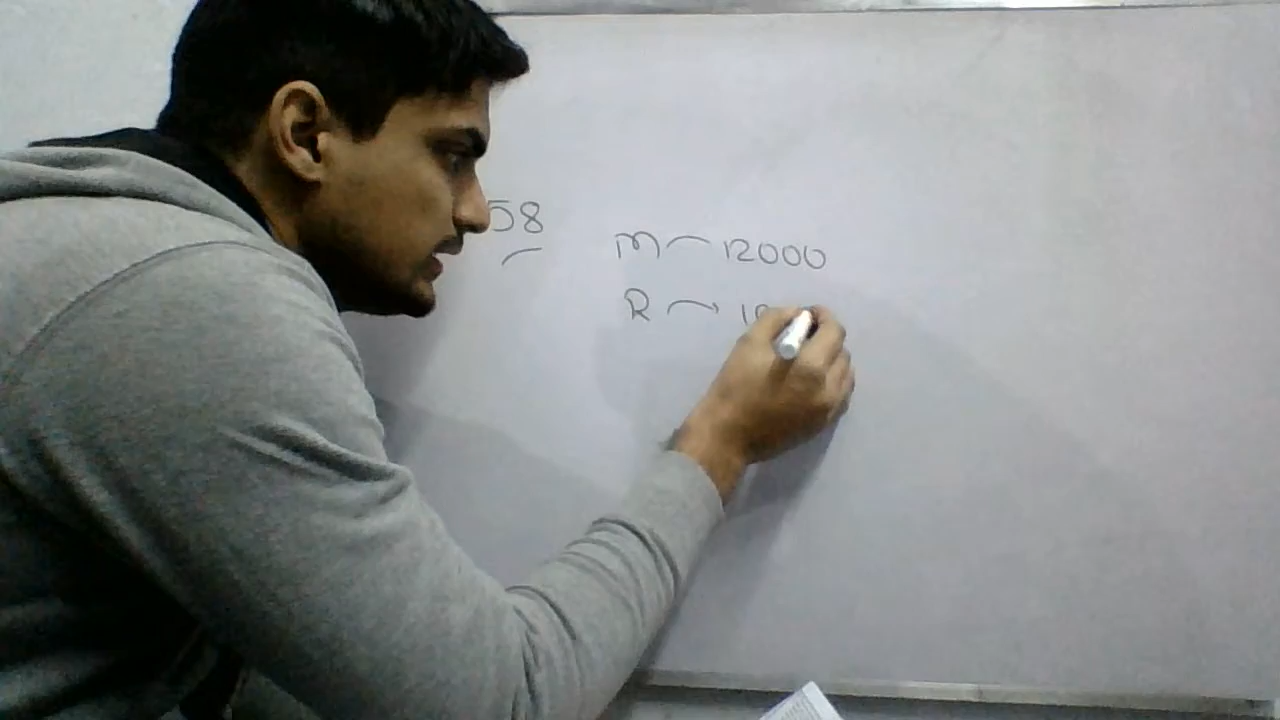 58
M → 12000
R →